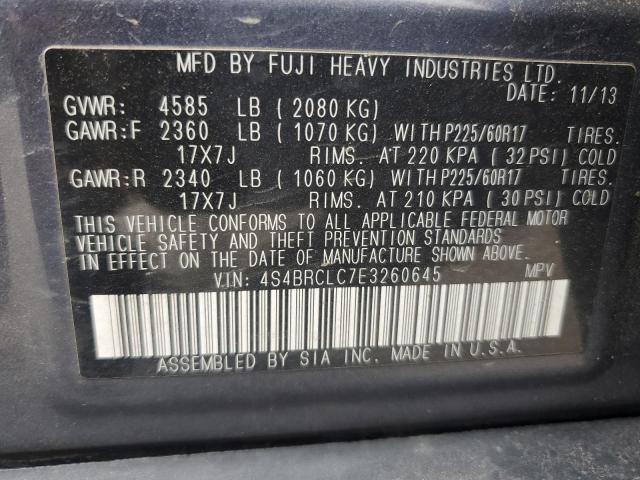 MFD BY FUJI HEAVY INDUSTRIES LTD.
DATE: 11/13
GVWR: 4585 LB (2080 KG)
GAWR:F 2360 LB (1070 KG) WITH P225/60R17 TIRES.
17X7J RIMS. AT 220 KPA (32 PSI) COLD
GAWR:R 2340 LB (1060 KG) WITH P225/60R17 TIRES.
17X7J RIMS. AT 210 KPA (30 PSI) COLD
THIS VEHICLE CONFORMS TO ALL APPLICABLE FEDERAL MOTOR
VEHICLE SAFETY AND THEFT PREVENTION STANDARDS
IN EFFECT ON THE DATE OF MANUFACTURE SHOWN ABOVE.
VIN: 4S4BRCLC7E3260645 MPV
ASSEMBLED BY SIA INC. MADE IN U.S.A.